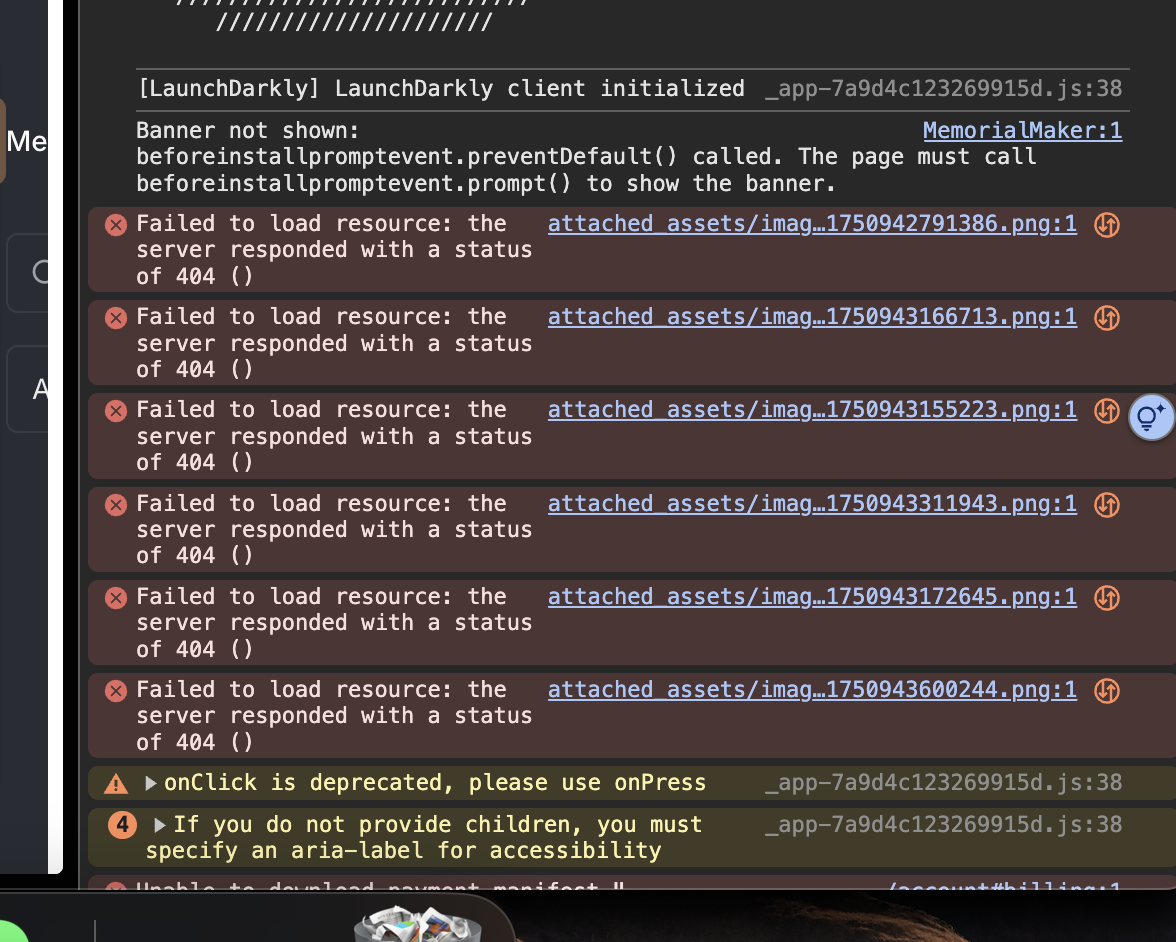 ///////////////////////////
/////////////////////
[LaunchDarkly] LaunchDarkly client initialized _app-7a9d4c123269915d.js:38
Banner not shown: MemorialMaker:1
beforeinstallpromptevent.preventDefault() called. The page must call
beforeinstallpromptevent.prompt() to show the banner.
Me
Failed to load resource: the attached_assets/imag…1750942791386.png:1
server responded with a status
of 404 ()
Failed to load resource: the attached_assets/imag…1750943166713.png:1
server responded with a status
of 404 ()
A
Failed to load resource: the attached_assets/imag…1750943155223.png:1
server responded with a status
of 404 ()
Failed to load resource: the attached_assets/imag…1750943311943.png:1
server responded with a status
of 404 ()
Failed to load resource: the attached_assets/imag…1750943172645.png:1
server responded with a status
of 404 ()
Failed to load resource: the attached_assets/imag…1750943600244.png:1
server responded with a status
of 404 ()
onClick is deprecated, please use onPress _app-7a9d4c123269915d.js:38
4 If you do not provide children, you must _app-7a9d4c123269915d.js:38
specify an aria-label for accessibility
Unable to download payment manifest " /account#billing:1